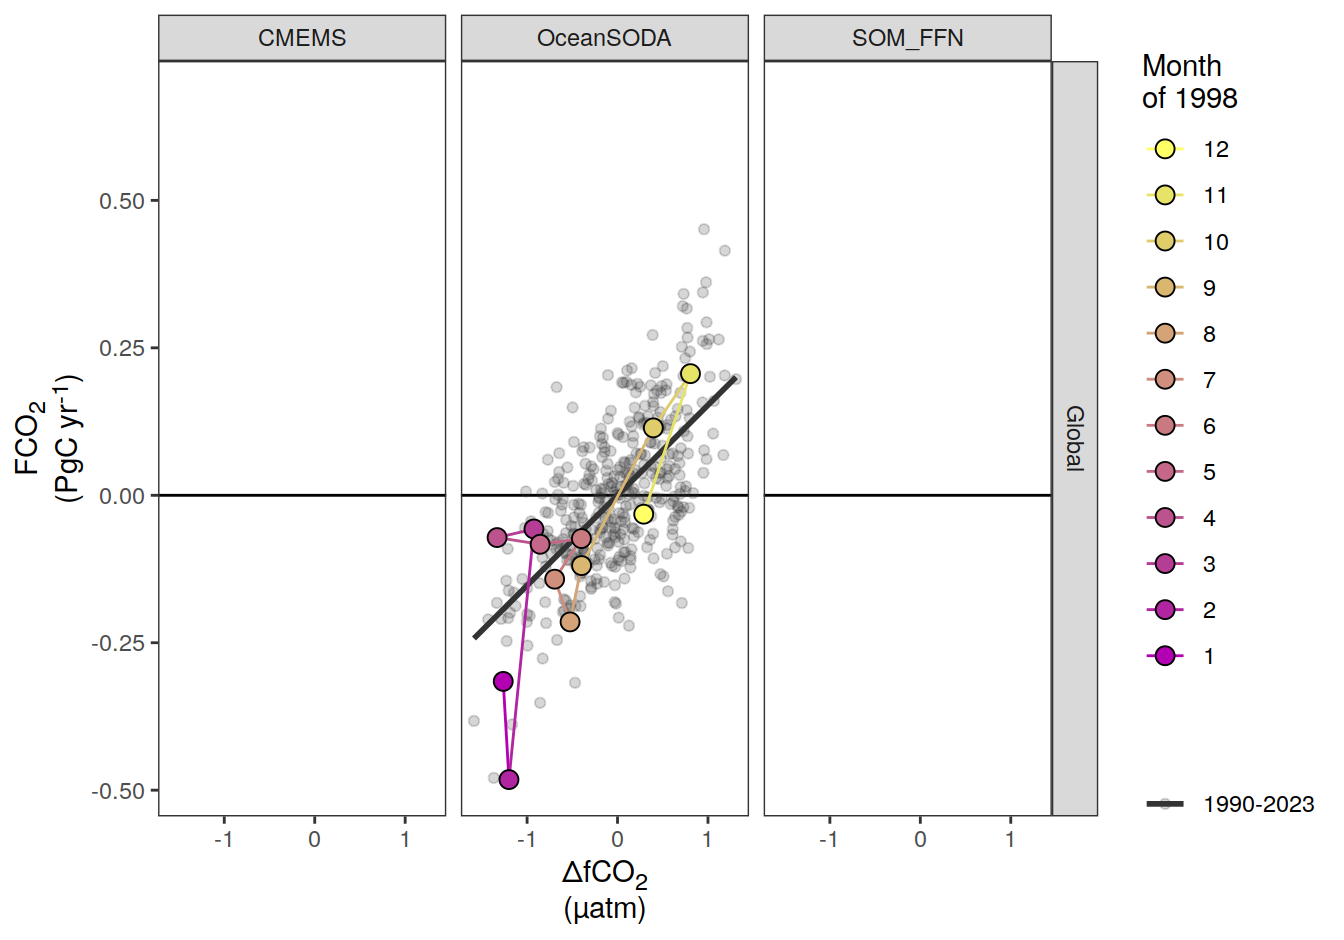 CMEMS
OceanSODA
SOM_FFN
Global
0.50
0.25
0.00
-0.25
-0.50
FCO₂
(PgC yr⁻¹)
-1 0 1
-1 0 1
-1 0 1
ΔfCO₂
(µatm)
Month
of 1998
12
11
10
9
8
7
6
5
4
3
2
1
1990-2023